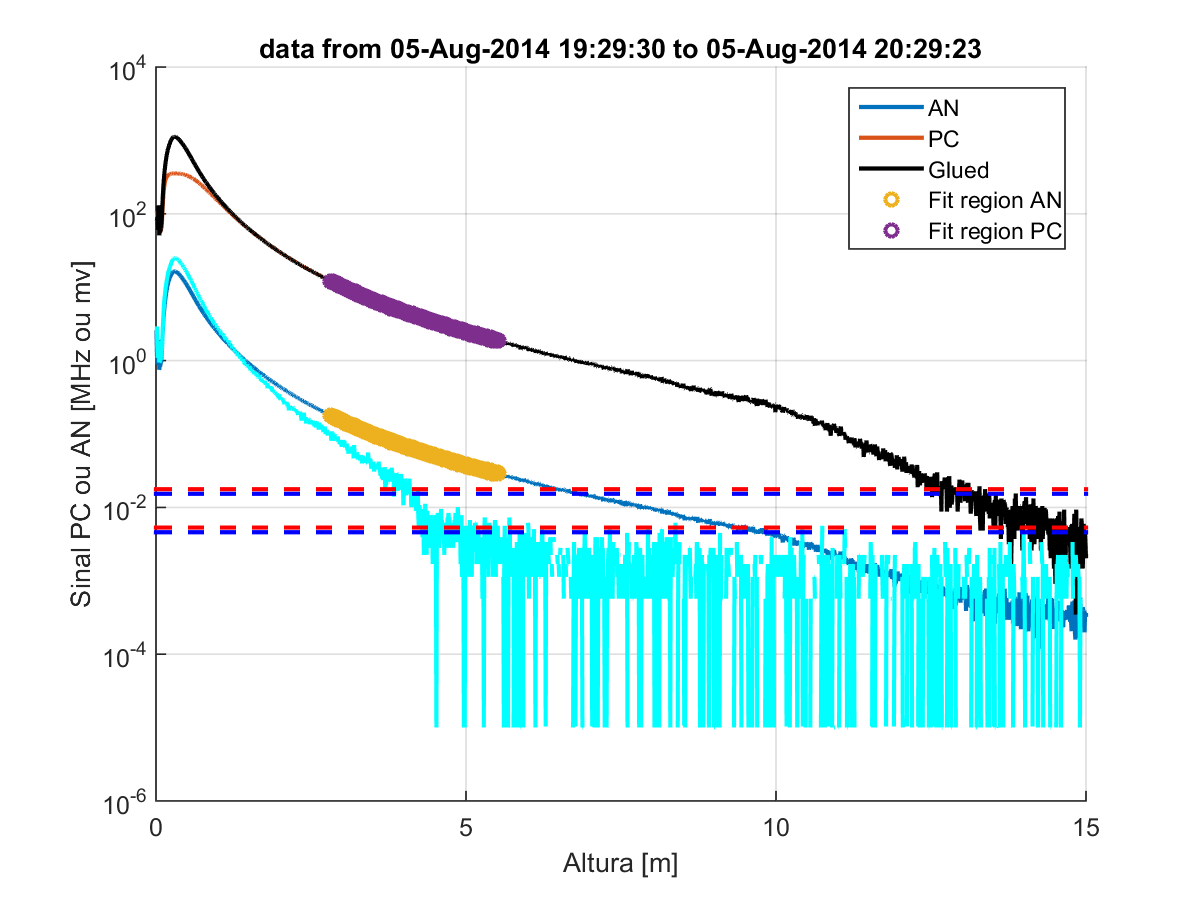 data from 05-Aug-2014 19:29:30 to 05-Aug-2014 20:29:23
AN
PC
Glued
Fit region AN
Fit region PC
Sinal PC ou AN [MHz ou mv]
10^4
10^2
10^0
10^-2
10^-4
10^-6
0 5 10 15
Altura [m]